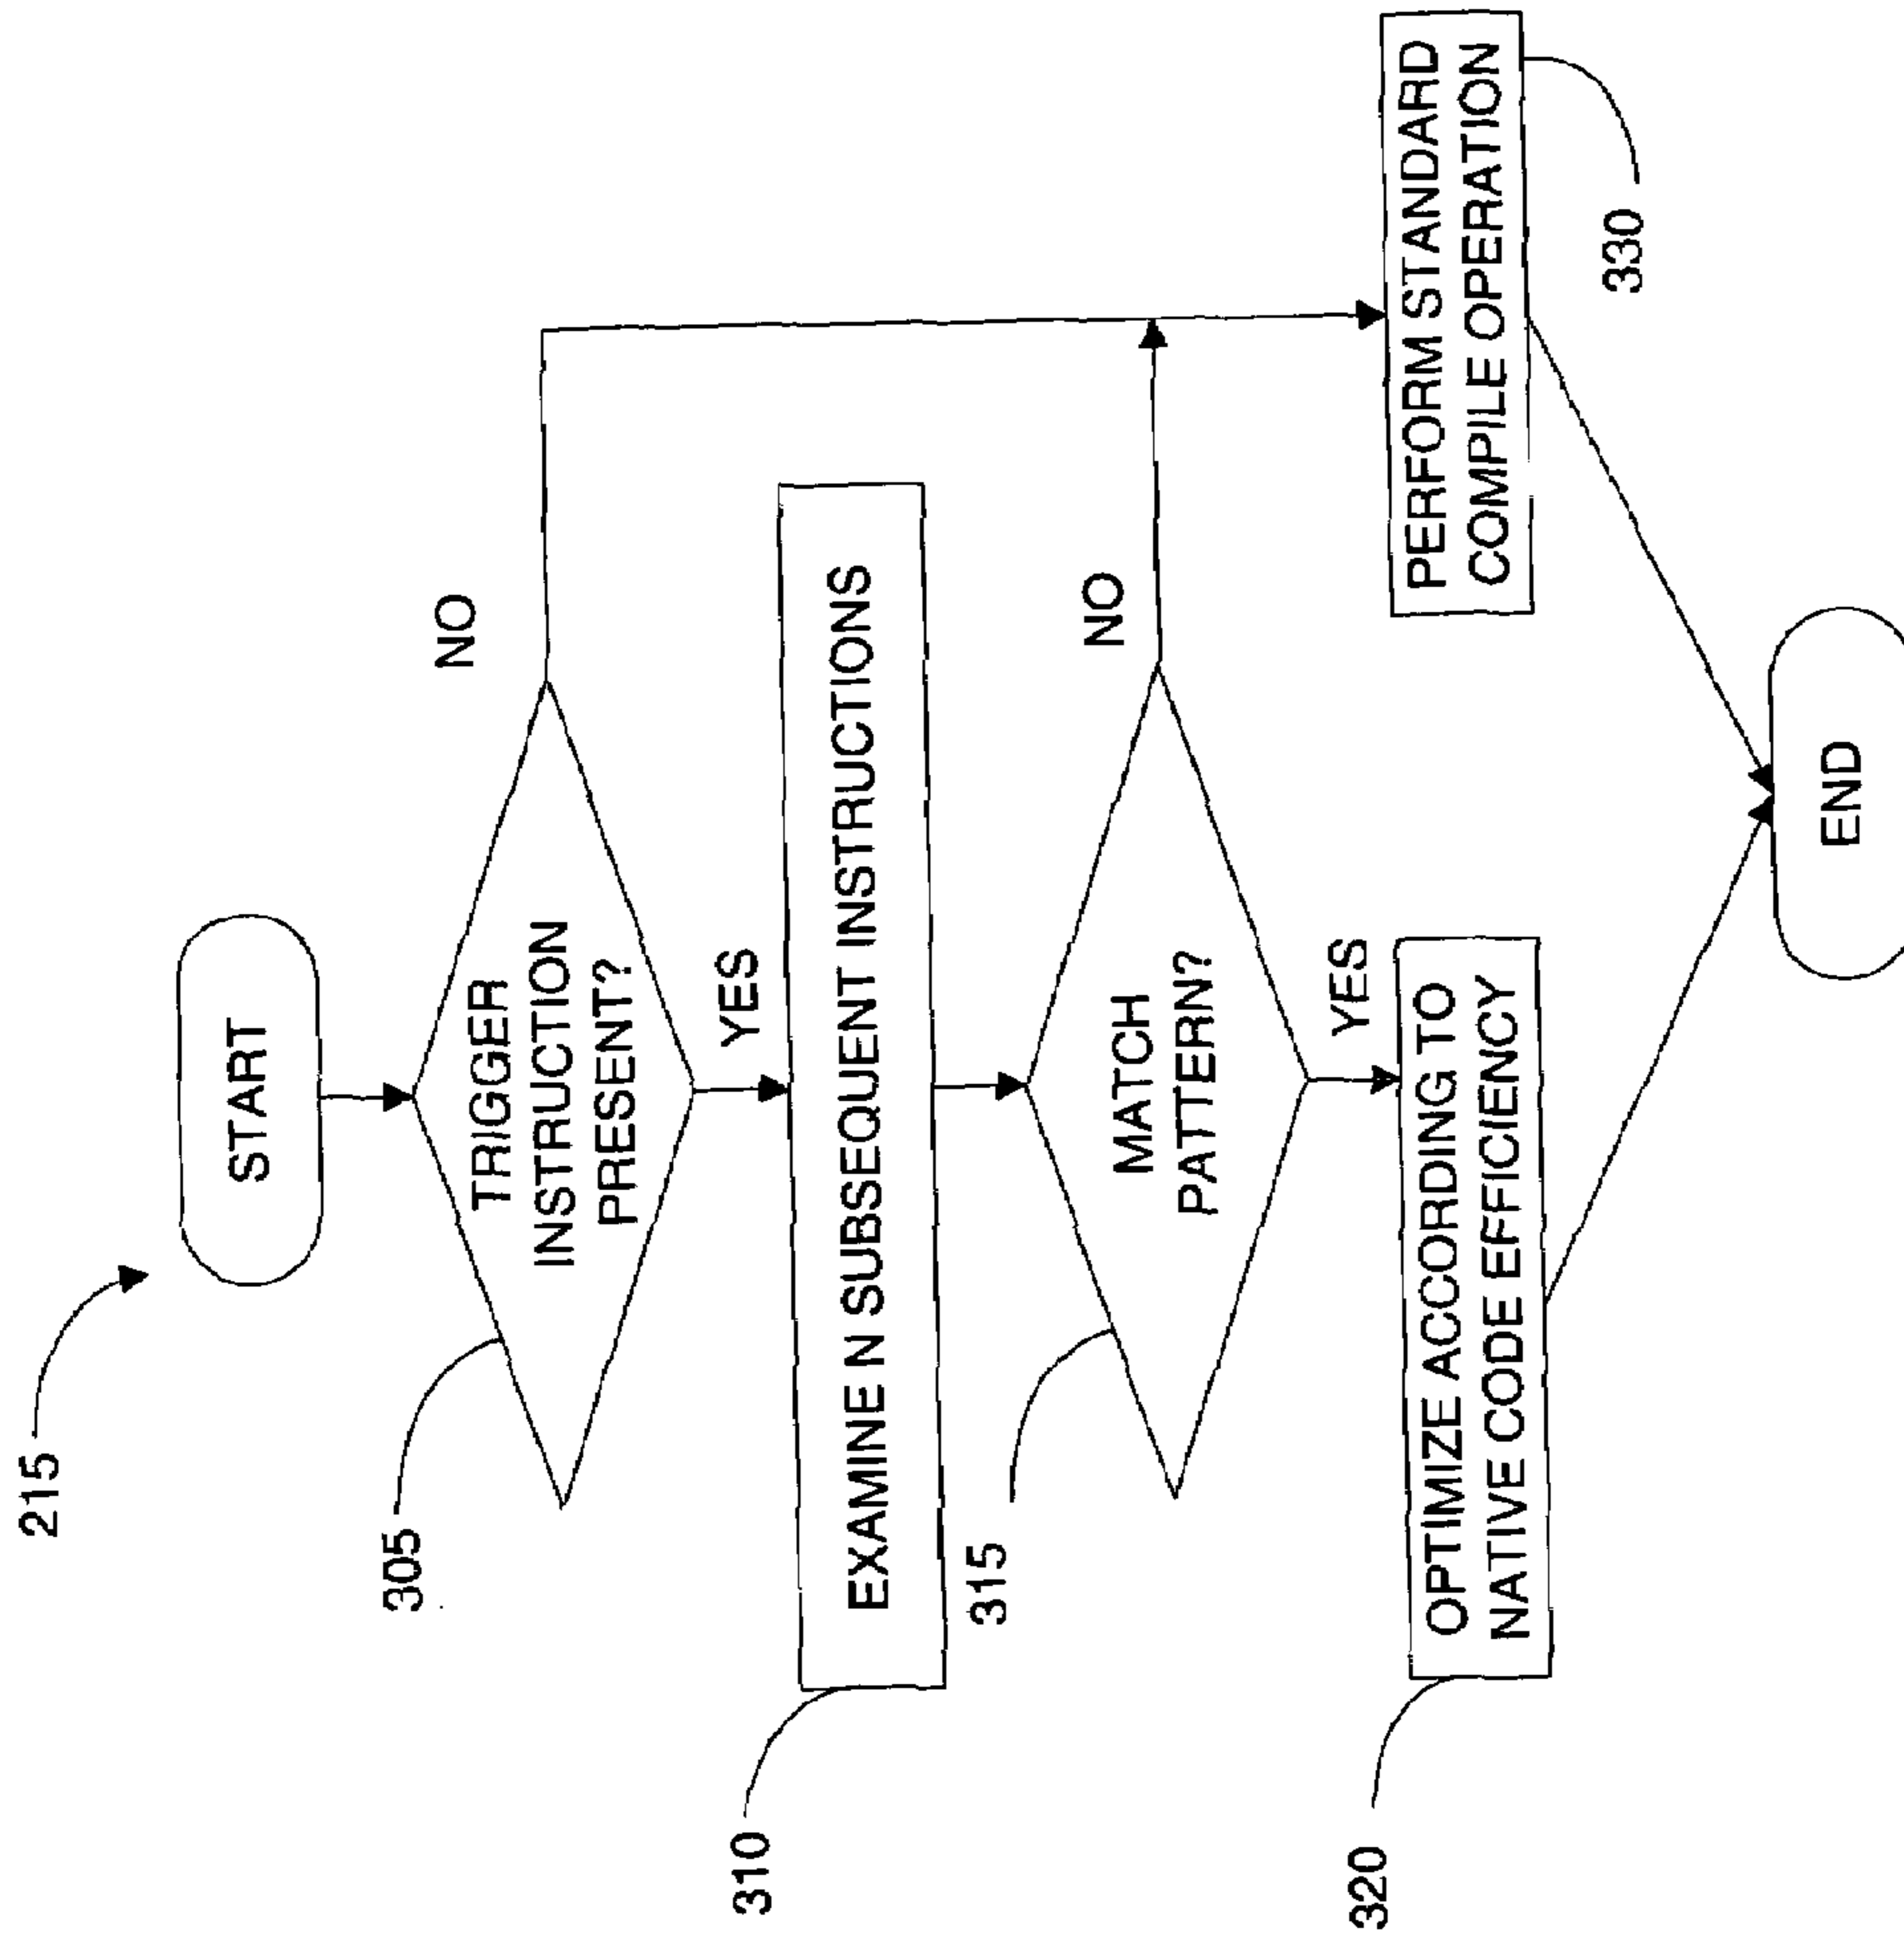 215
START
305
TRIGGER
INSTRUCTION
PRESENT?
NO
YES
310
EXAMINE N SUBSEQUENT INSTRUCTIONS
315
MATCH
PATTERN?
NO
YES
320
OPTIMIZE ACCORDING TO
NATIVE CODE EFFICIENCY
PERFORM STANDARD
COMPILE OPERATION
330
END